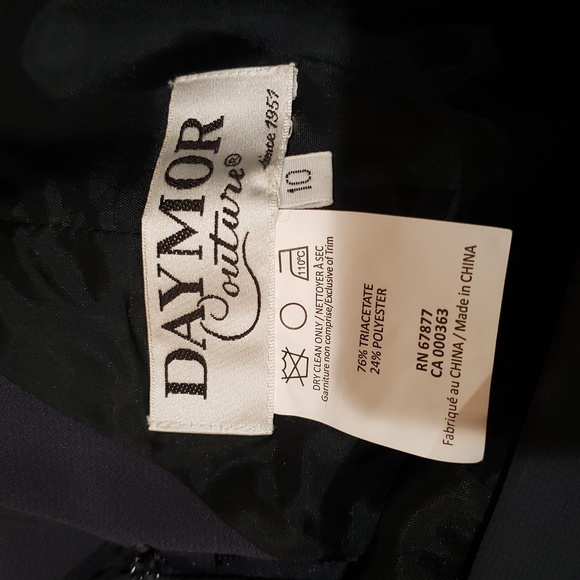 DAYMOR
Couture®
since 1951
10
110°C
DRY CLEAN ONLY / NETTOYER À SEC
Garniture non comprise/Exclusive of Trim
76% TRIACETATE
24% POLYESTER
RN 67877
CA 000363
Fabriqué au CHINA / Made in CHINA